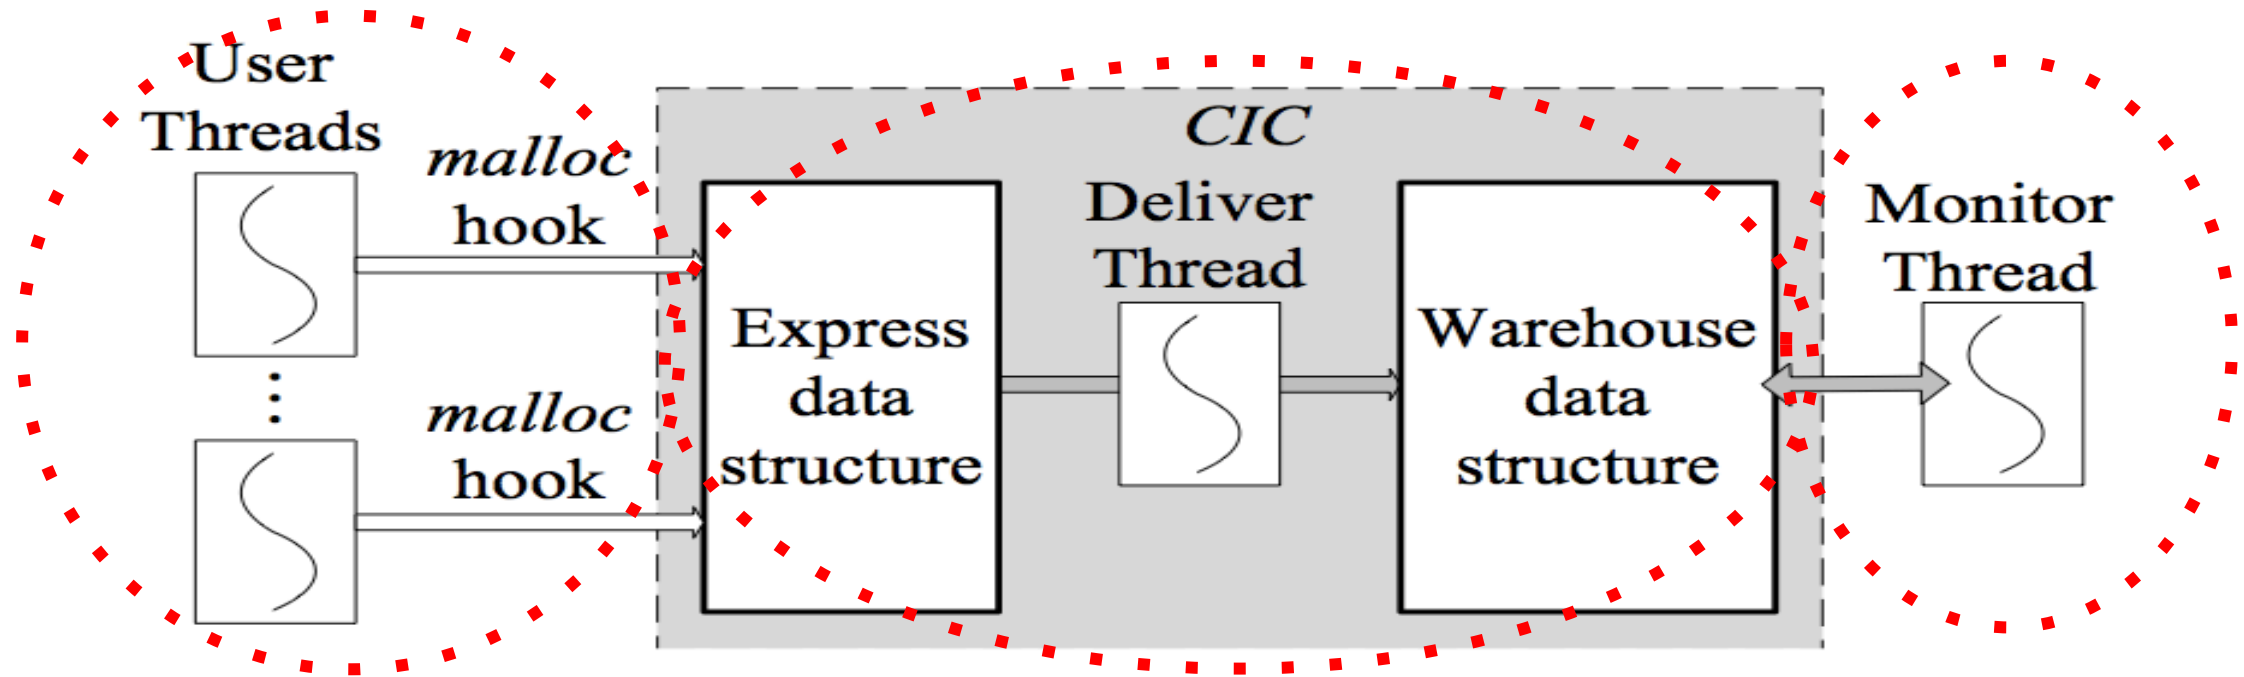 User
Threads
malloc
hook
malloc
hook
CIC
Express
data
structure
Deliver
Thread
Warehouse
data
structure
Monitor
Thread